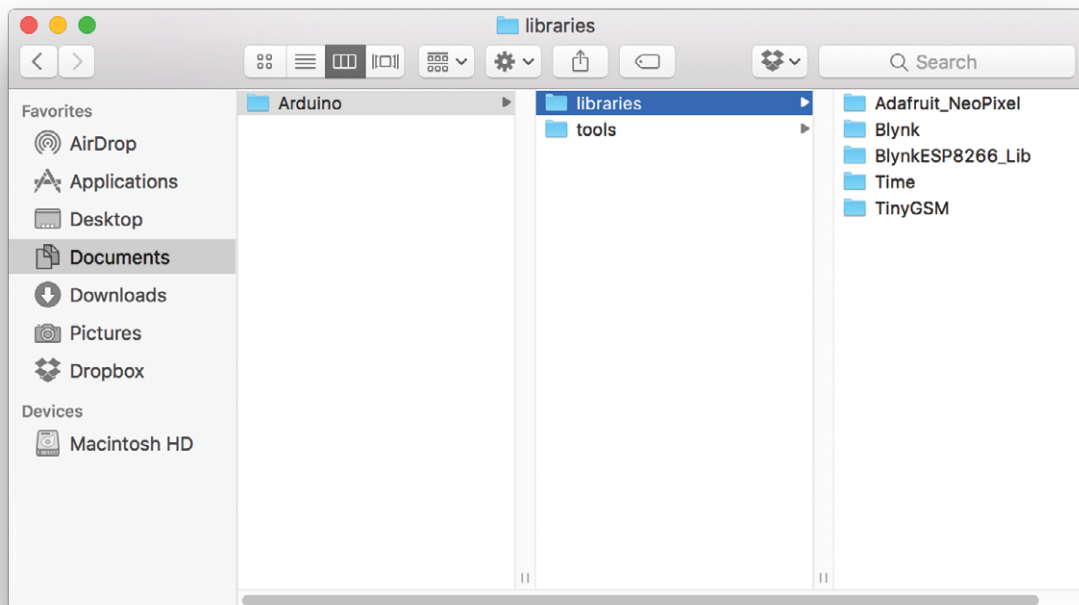 libraries
Search
Favorites
AirDrop
Applications
Desktop
Documents
Downloads
Pictures
Dropbox
Devices
Macintosh HD
Arduino
libraries
tools
Adafruit_NeoPixel
Blynk
BlynkESP8266_Lib
Time
TinyGSM